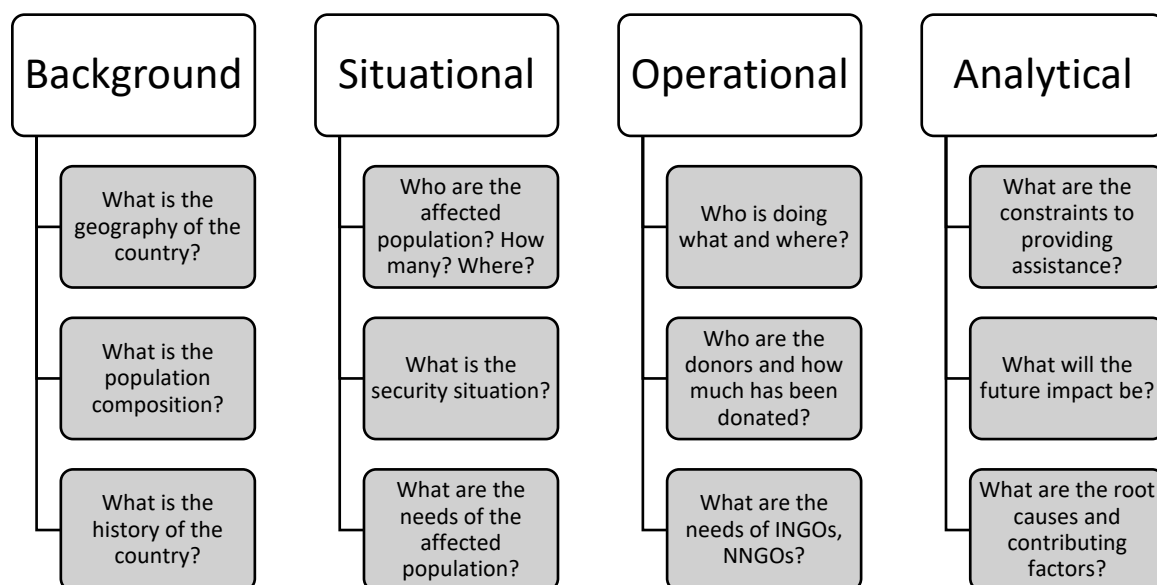 Background
What is the
geography of the
country?
What is the
population
composition?
What is the
history of the
country?
Situational
Who are the
affected
population? How
many? Where?
What is the
security situation?
What are the
needs of the
affected
population?
Operational
Who is doing
what and where?
Who are the
donors and how
much has been
donated?
What are the
needs of INGOs,
NNGOs?
Analytical
What are the
constraints to
providing
assistance?
What will the
future impact be?
What are the root
causes and
contributing
factors?